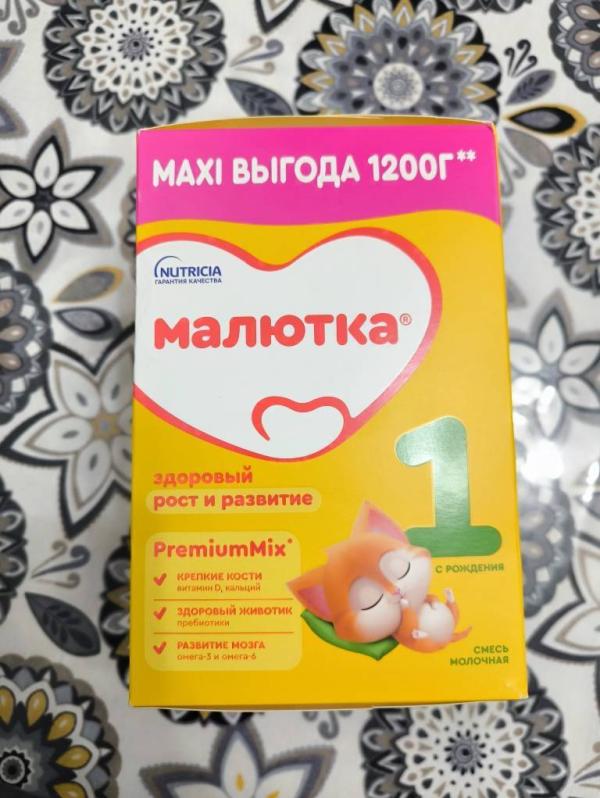 MAXI ВЫГОДА 1200Г**
NUTRICIA
ГАРАНТИЯ КАЧЕСТВА
малютка®
здоровый
рост и развитие
1
С РОЖДЕНИЯ
PremiumMix*
КРЕПКИЕ КОСТИ
витамин D, кальций
ЗДОРОВЫЙ ЖИВОТИК
пребиотики
РАЗВИТИЕ МОЗГА
омега-3 и омега-6
СМЕСЬ
МОЛОЧНАЯ